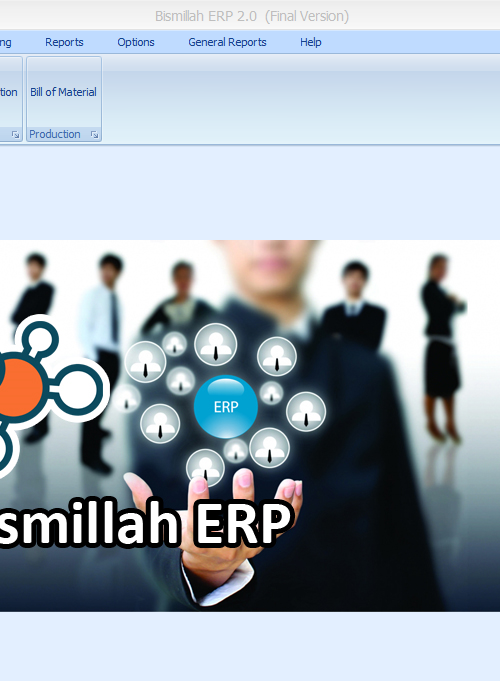 Bismillah ERP 2.0 (Final Version)
ng Reports Options General Reports Help
tion Bill of Material
Production
ERP
ismillah ERP